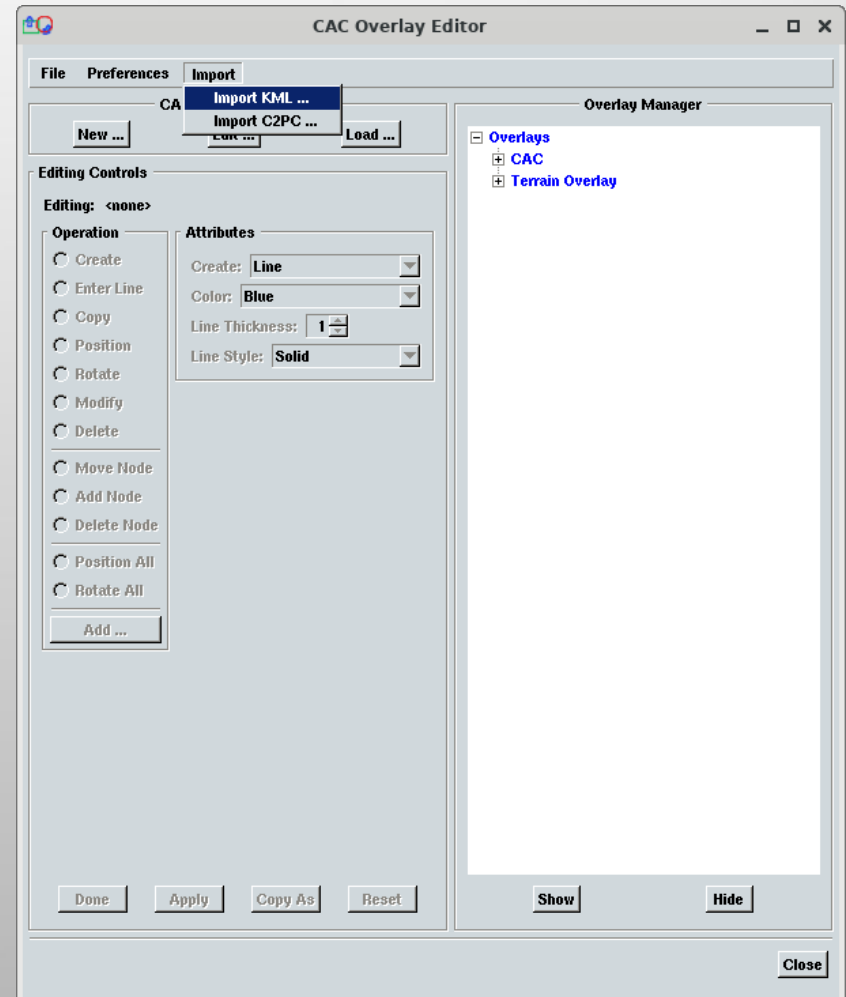 CAC Overlay Editor
File Preferences Import
Import KML ...
Import C2PC ...
CA
New ... Load ...
Editing Controls
Editing: <none>
Operation
Create
Enter Line
Copy
Position
Rotate
Modify
Delete
Move Node
Add Node
Delete Node
Position All
Rotate All
Add ...
Attributes
Create: Line
Color: Blue
Line Thickness: 1
Line Style: Solid
Done Apply Copy As Reset
Overlay Manager
Overlays
CAC
Terrain Overlay
Show Hide
Close